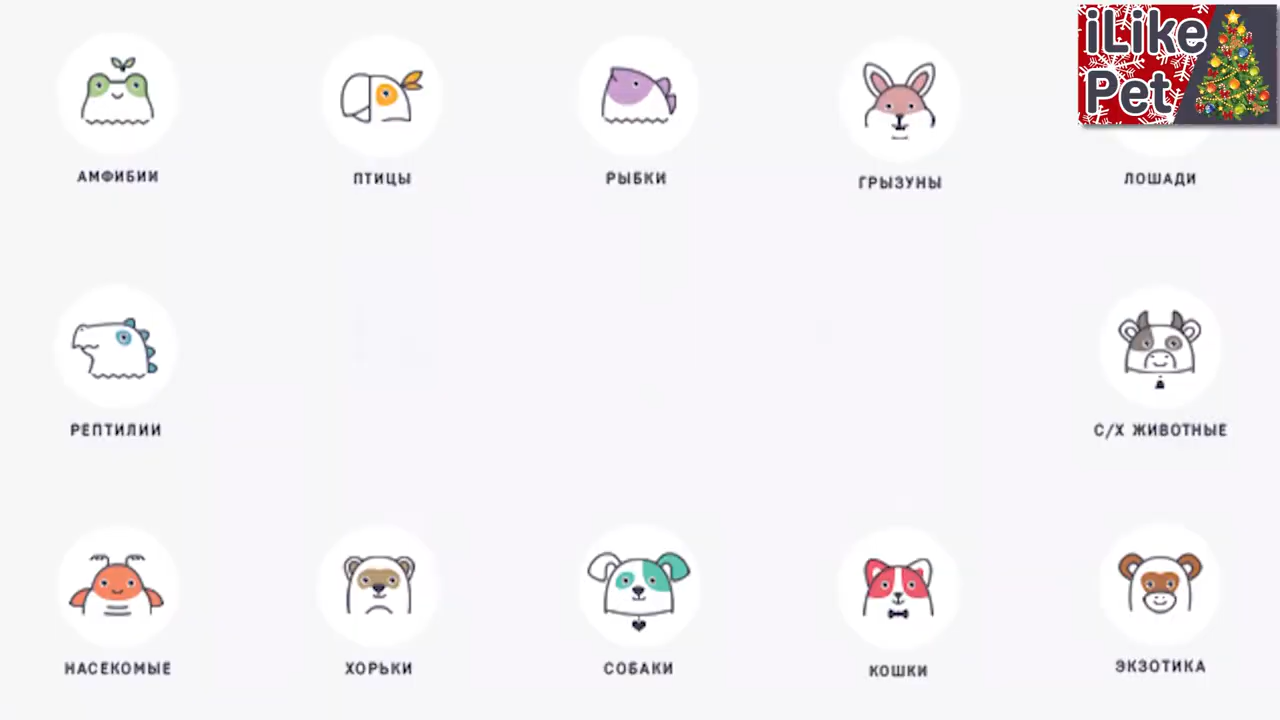 iLike
Pet
АМФИБИИ
ПТИЦЫ
РЫБКИ
ГРЫЗУНЫ
ЛОШАДИ
РЕПТИЛИИ
С/Х ЖИВОТНЫЕ
НАСЕКОМЫЕ
ХОРЬКИ
СОБАКИ
КОШКИ
ЭКЗОТИКА